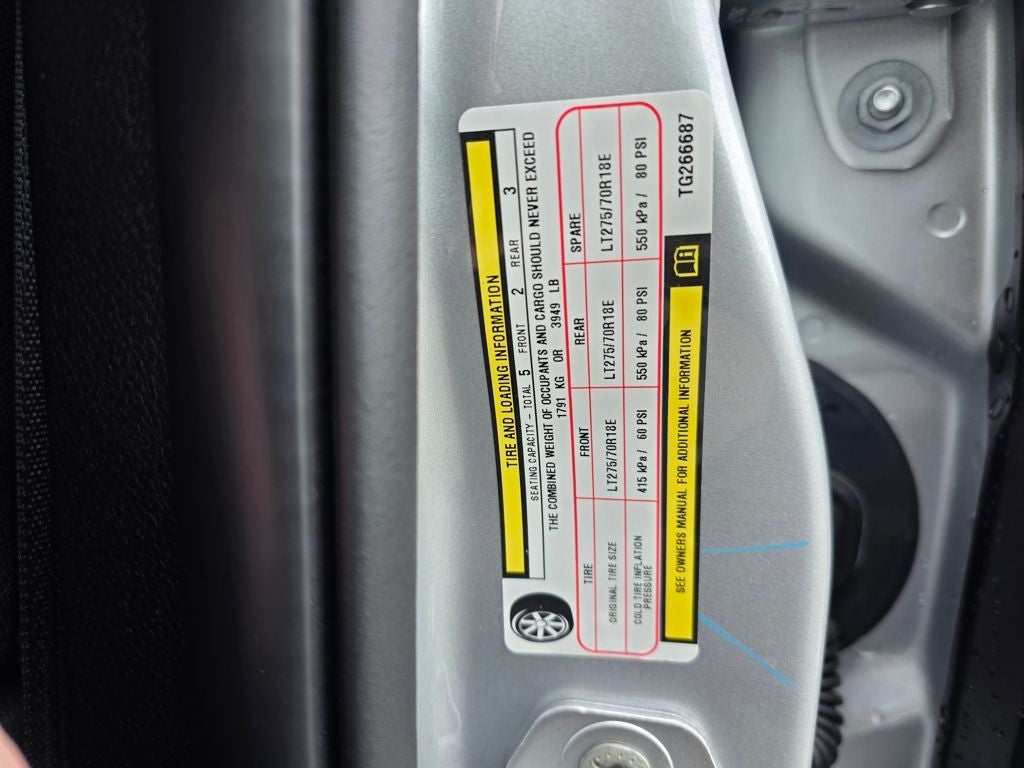 TIRE AND LOADING INFORMATION
SEATING CAPACITY - TOTAL 5 FRONT 2 REAR 3
THE COMBINED WEIGHT OF OCCUPANTS AND CARGO SHOULD NEVER EXCEED
1791 KG OR 3949 LB
TIRE FRONT REAR SPARE
ORIGINAL TIRE SIZE LT275/70R18E LT275/70R18E LT275/70R18E
COLD TIRE INFLATION PRESSURE 415 kPa / 60 PSI 550 kPa / 80 PSI 550 kPa / 80 PSI
SEE OWNERS MANUAL FOR ADDITIONAL INFORMATION
TG266687